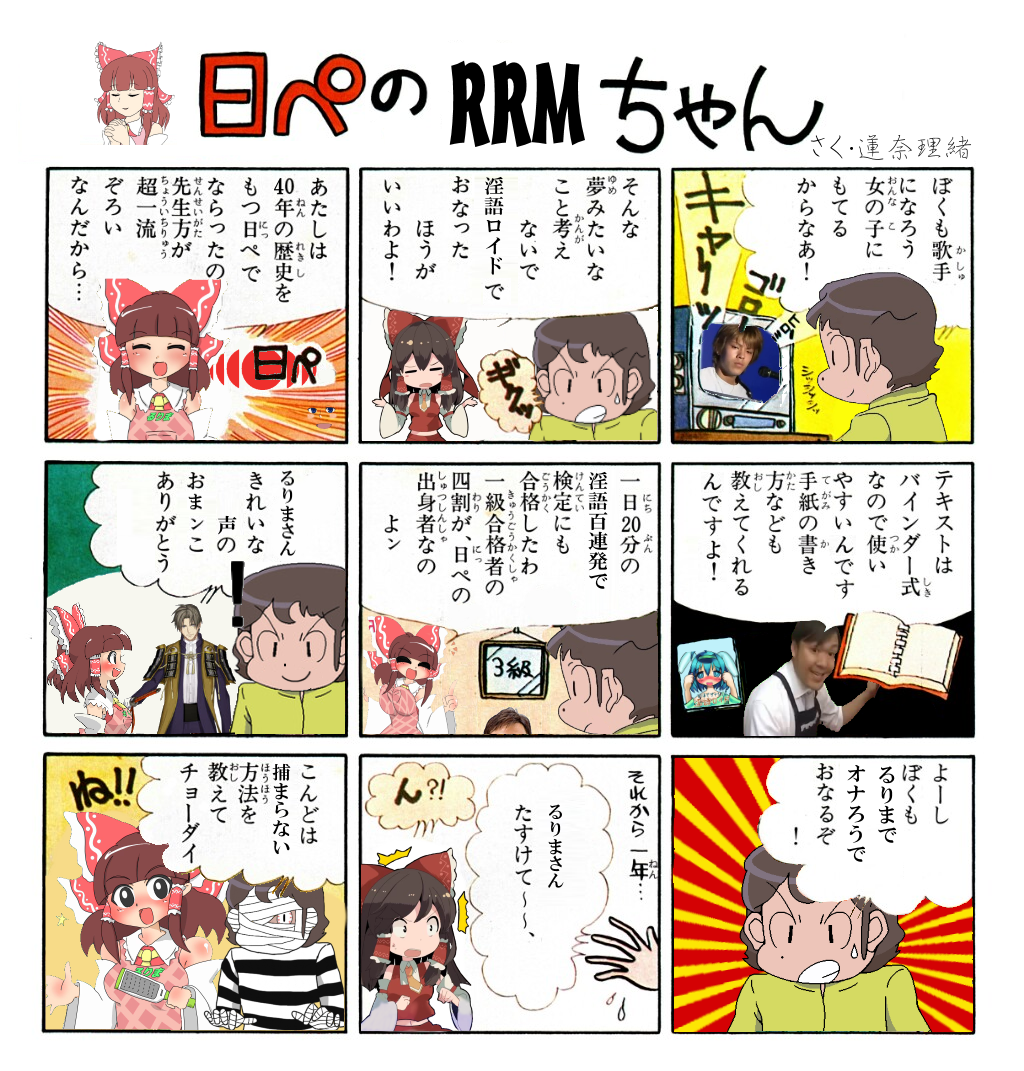 日ペのRRMちゃん
さく・蓮奈理緒
ぼくも歌手
になろう
女の子に
もてる
からなあ！
キャーッ
ゴロー
そんな
夢みたいな
こと考え
ないで
淫語ロイドで
おなった
ほうが
いいわよ！
ギクッ
あたしは
40年の歴史を
もつ日ペで
ならったの
先生方が
超一流
ぞろい
なんだから…
日ペ
るりま
テキストは
バインダー式
なので使い
やすいんです
手紙の書き
方なども
教えてくれる
んですよ！
一日20分の
淫語百連発で
検定にも
合格したわ
一級合格者の
四割が、日ペの
出身者なの
よン
3級
るりまさん
きれいな
声の
おまンこ
ありがとう
!
よーし
ぼくも
るりまで
オナろうで
おなるぞ
！
それから一年…
るりまさん
たすけて〜〜、
ん?!
こんどは
捕まらない
方法を
教えて
チョーダイ
ね!!
るりま